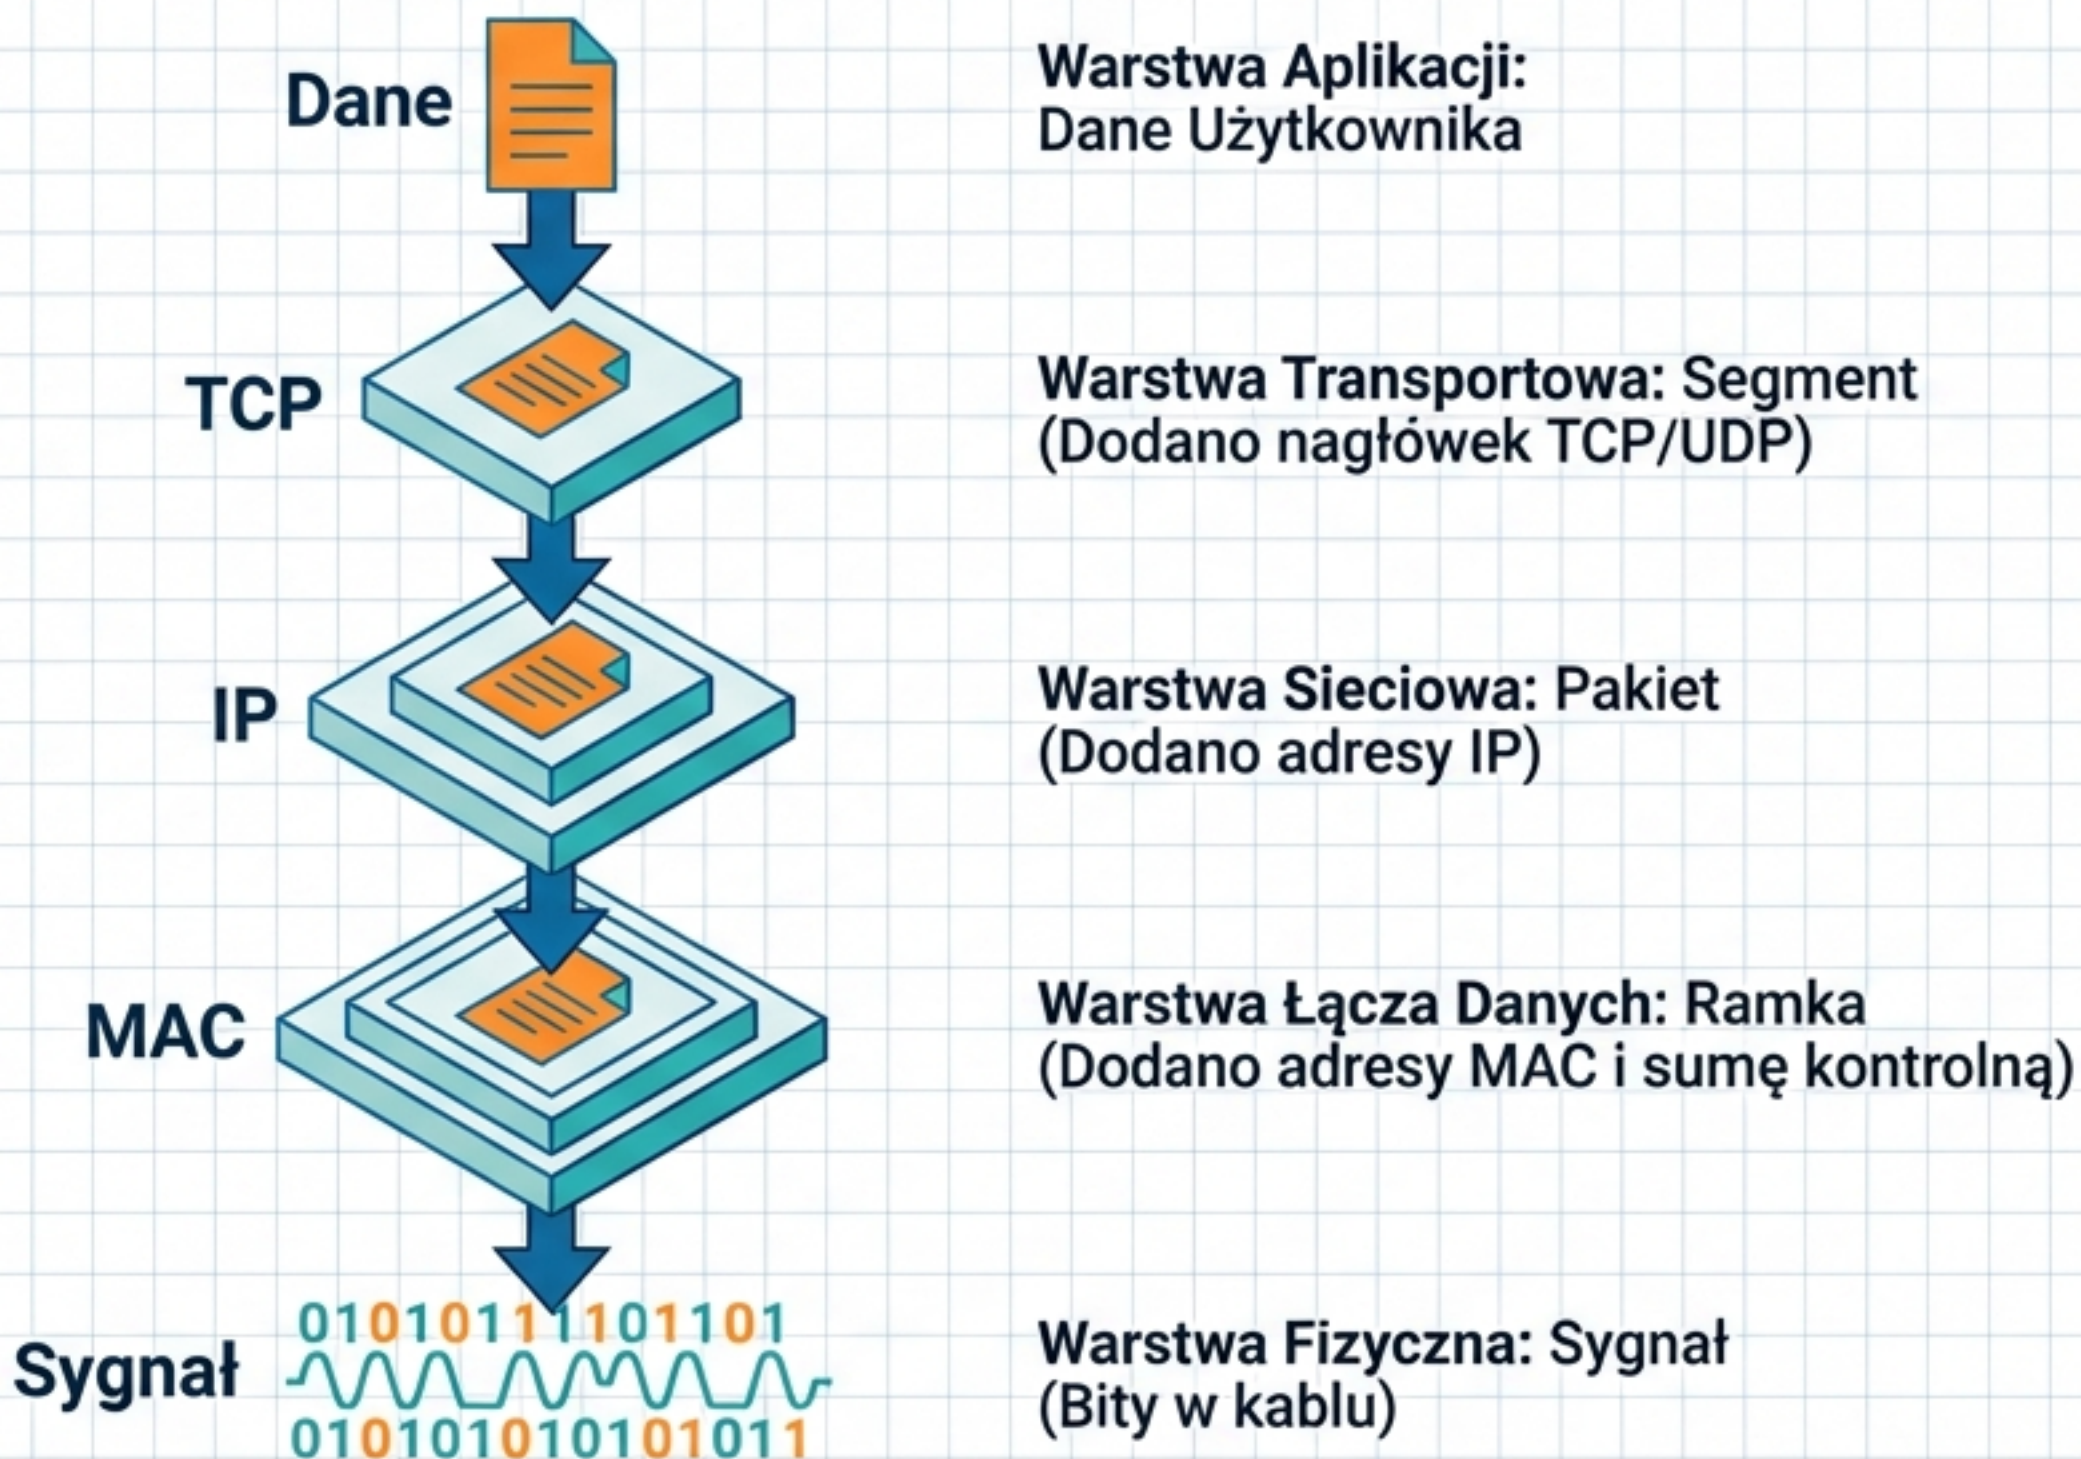 Dane
Warstwa Aplikacji:
Dane Użytkownika
TCP
Warstwa Transportowa: Segment
(Dodano nagłówek TCP/UDP)
IP
Warstwa Sieciowa: Pakiet
(Dodano adresy IP)
MAC
Warstwa Łącza Danych: Ramka
(Dodano adresy MAC i sumę kontrolną)
01010111101101
Sygnał
Warstwa Fizyczna: Sygnał
(Bity w kablu)
010101010101011